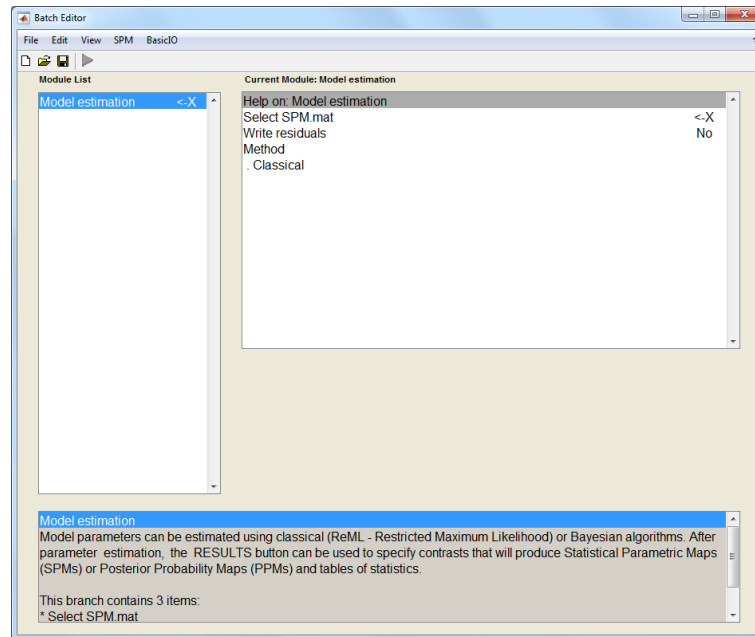 Batch Editor
File Edit View SPM BasicIO
Module List
Current Module: Model estimation
Model estimation <-X
Help on: Model estimation
Select SPM.mat <-X
Write residuals No
Method
. Classical
Model estimation
Model parameters can be estimated using classical (ReML - Restricted Maximum Likelihood) or Bayesian algorithms. After
parameter estimation, the RESULTS button can be used to specify contrasts that will produce Statistical Parametric Maps
(SPMs) or Posterior Probability Maps (PPMs) and tables of statistics.
This branch contains 3 items:
* Select SPM.mat